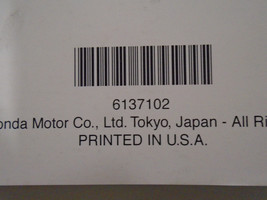 6137102
onda Motor Co., Ltd. Tokyo, Japan - All Ri
PRINTED IN U.S.A.